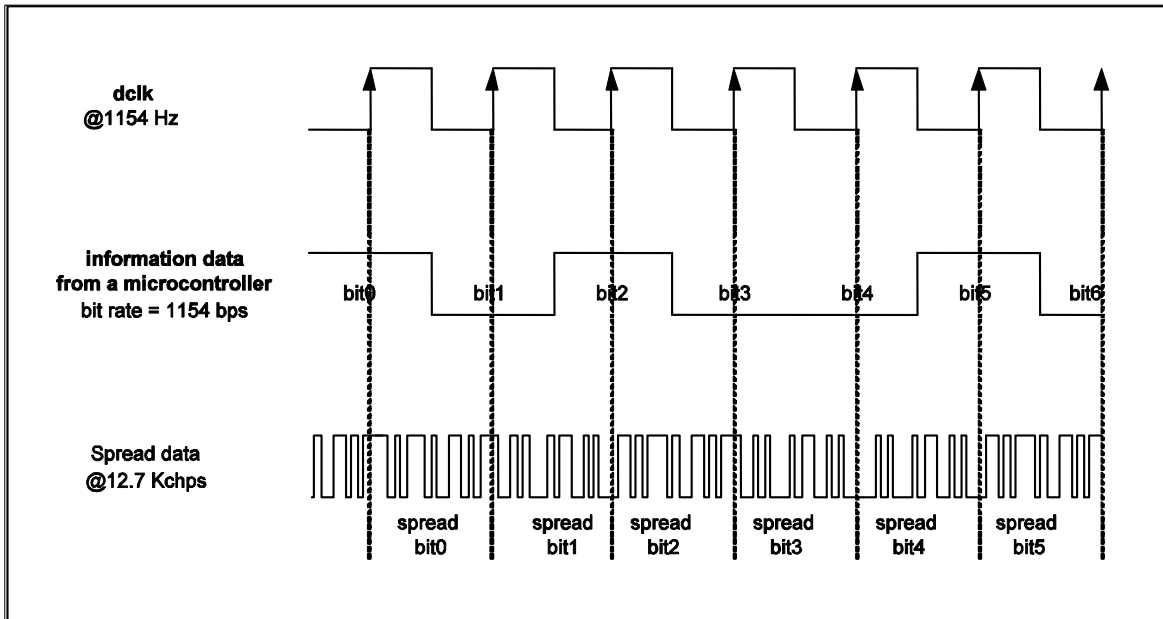 dclk
@1154 Hz
information data
from a microcontroller
bit rate = 1154 bps
bit0 bit1 bit2 bit3 bit4 bit5 bit6
Spread data
@12.7 Kchps
spread spread spread spread spread spread
bit0 bit1 bit2 bit3 bit4 bit5